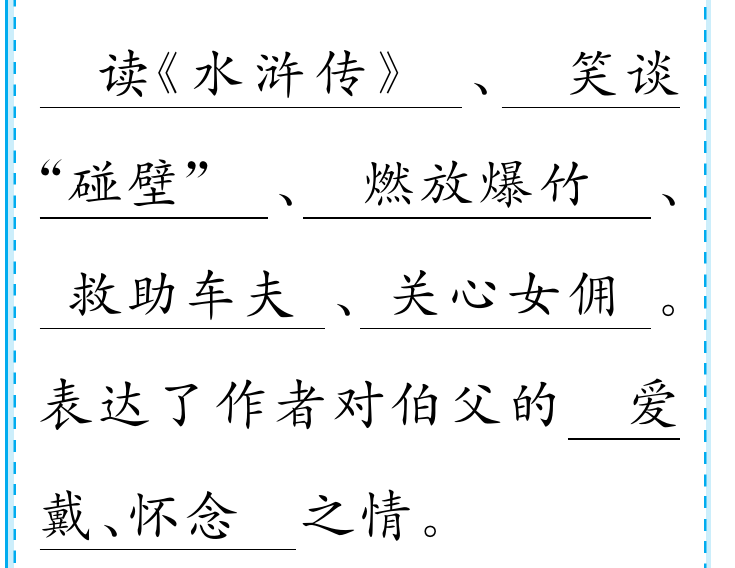 读《水浒传》、笑谈
“碰壁”、燃放爆竹、
救助车夫、关心女佣。
表达了作者对伯父的爱
戴、怀念之情。